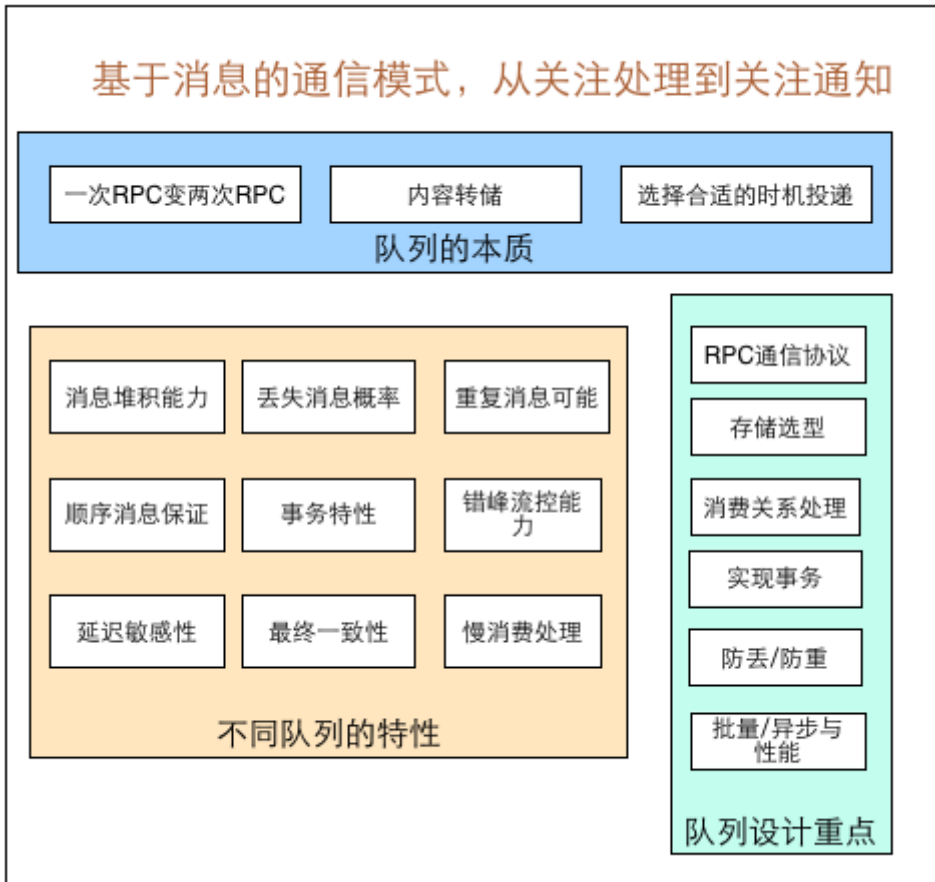 基于消息的通信模式，从关注处理到关注通知
一次RPC变两次RPC
内容转储
选择合适的时机投递
队列的本质
消息堆积能力
丢失消息概率
重复消息可能
顺序消息保证
事务特性
错峰流控能
力
延迟敏感性
最终一致性
慢消费处理
不同队列的特性
RPC通信协议
存储选型
消费关系处理
实现事务
防丢/防重
批量/异步与
性能
队列设计重点